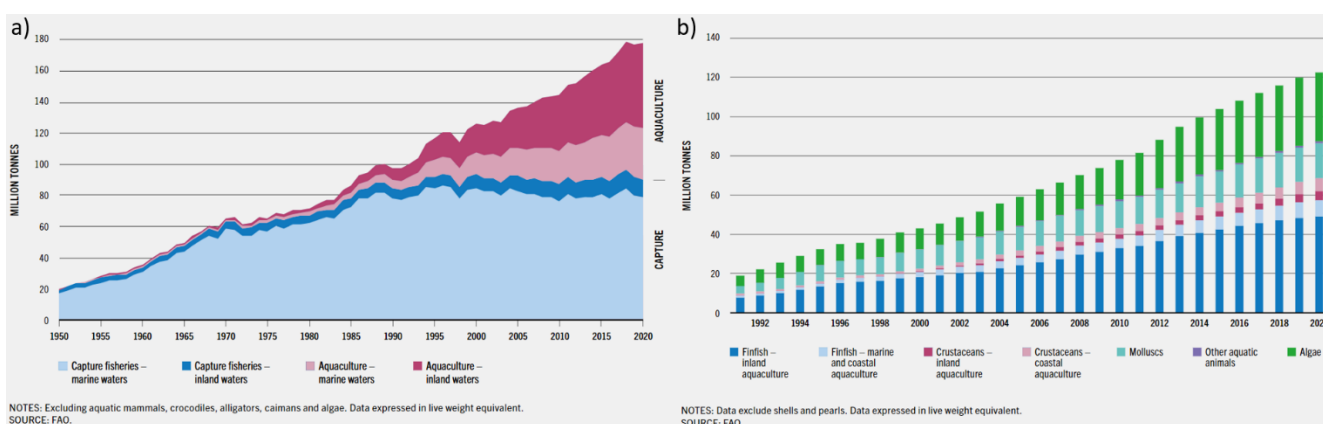 a)
MILLION TONNES
180
160
140
120
100
80
60
40
20
0
1950 1955 1960 1965 1970 1975 1980 1985 1990 1995 2000 2005 2010 2015 2020
AQUACULTURE
CAPTURE
Capture fisheries – marine waters
Capture fisheries – inland waters
Aquaculture – marine waters
Aquaculture – inland waters
NOTES: Excluding aquatic mammals, crocodiles, alligators, caimans and algae. Data expressed in live weight equivalent.
SOURCE: FAO.
b)
MILLION TONNES
140
120
100
80
60
40
20
0
1992 1994 1996 1998 2000 2002 2004 2006 2008 2010 2012 2014 2016 2018 202
Finfish – inland aquaculture
Finfish – marine and coastal aquaculture
Crustaceans – inland aquaculture
Crustaceans – coastal aquaculture
Molluscs
Other aquatic animals
Algae
NOTES: Data exclude shells and pearls. Data expressed in live weight equivalent.
SOURCE: FAO.